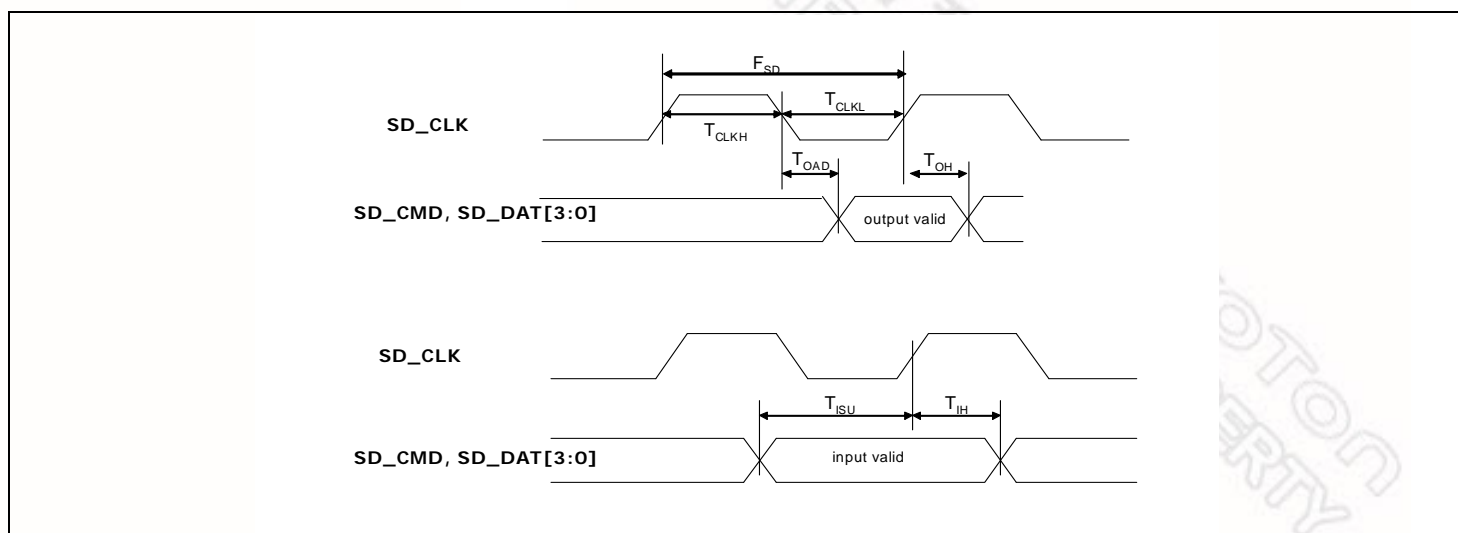 F_SD
SD_CLK
T_CLKH
T_CLKL
T_OAD
T_OH
SD_CMD, SD_DAT[3:0]
output valid
SD_CLK
T_ISU
T_IH
SD_CMD, SD_DAT[3:0]
input valid